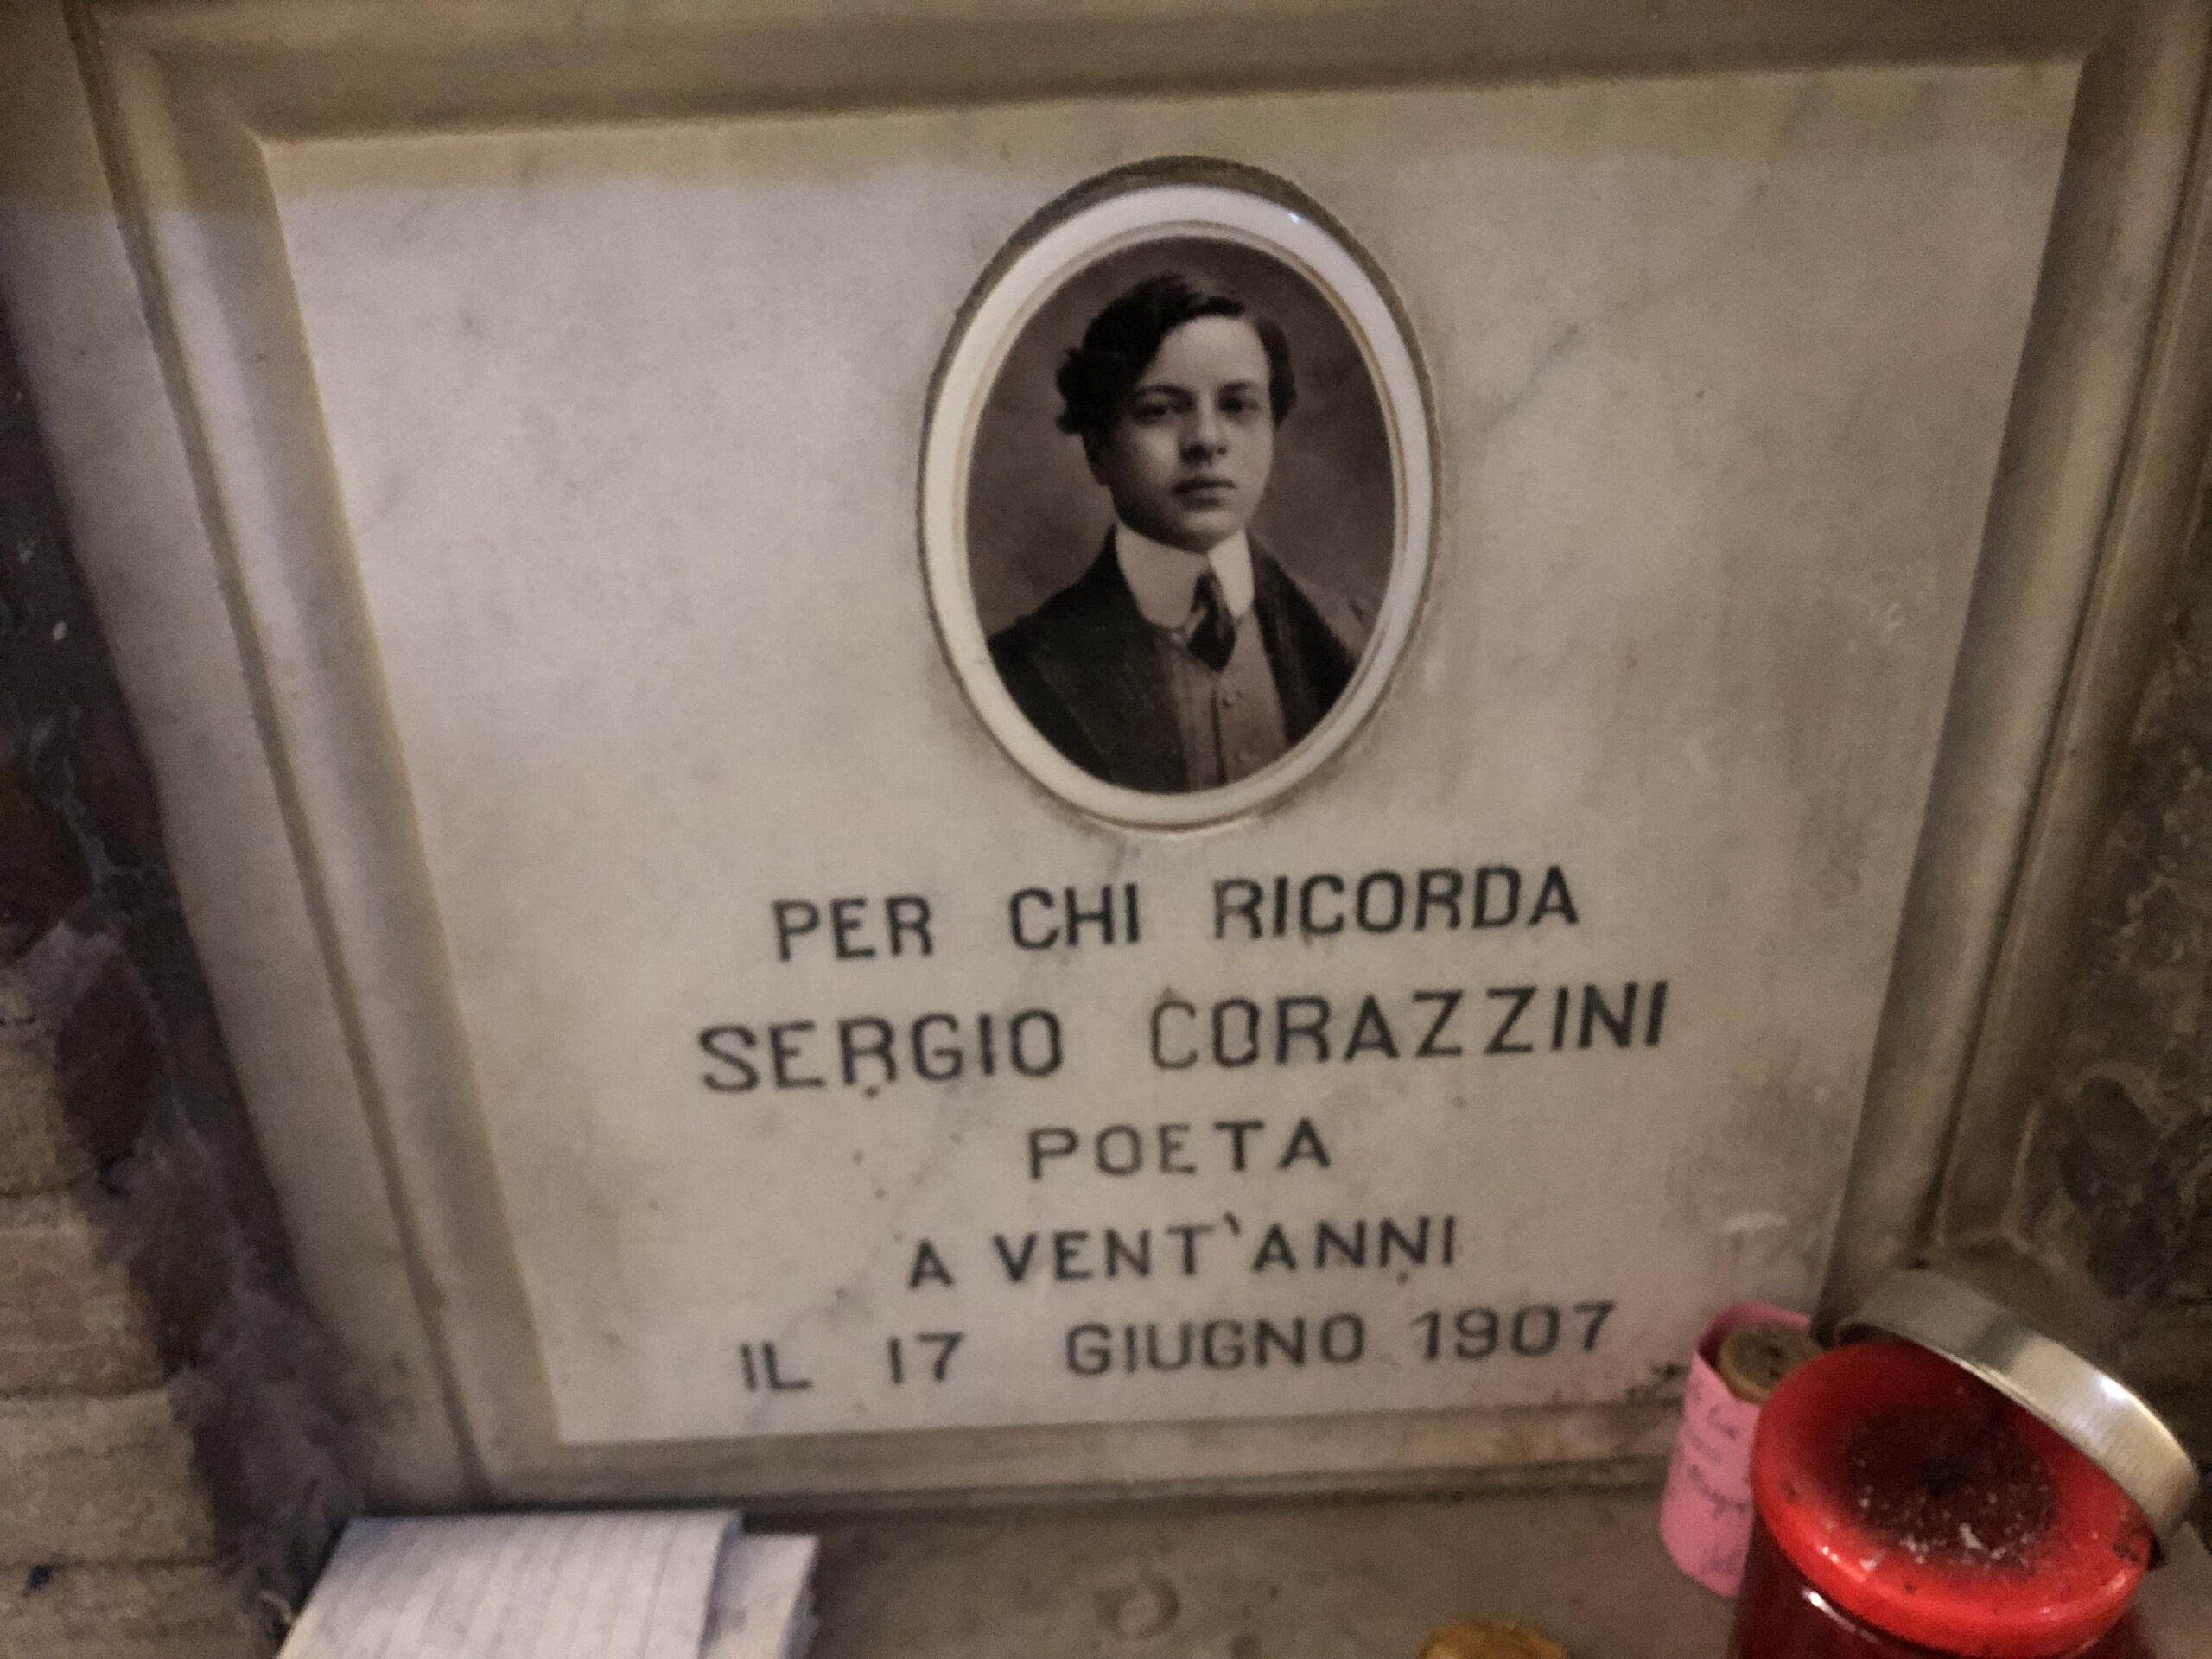 PER CHI RICORDA
SERGIO CORAZZINI
POETA
A VENT'ANNI
IL 17 GIUGNO 1907